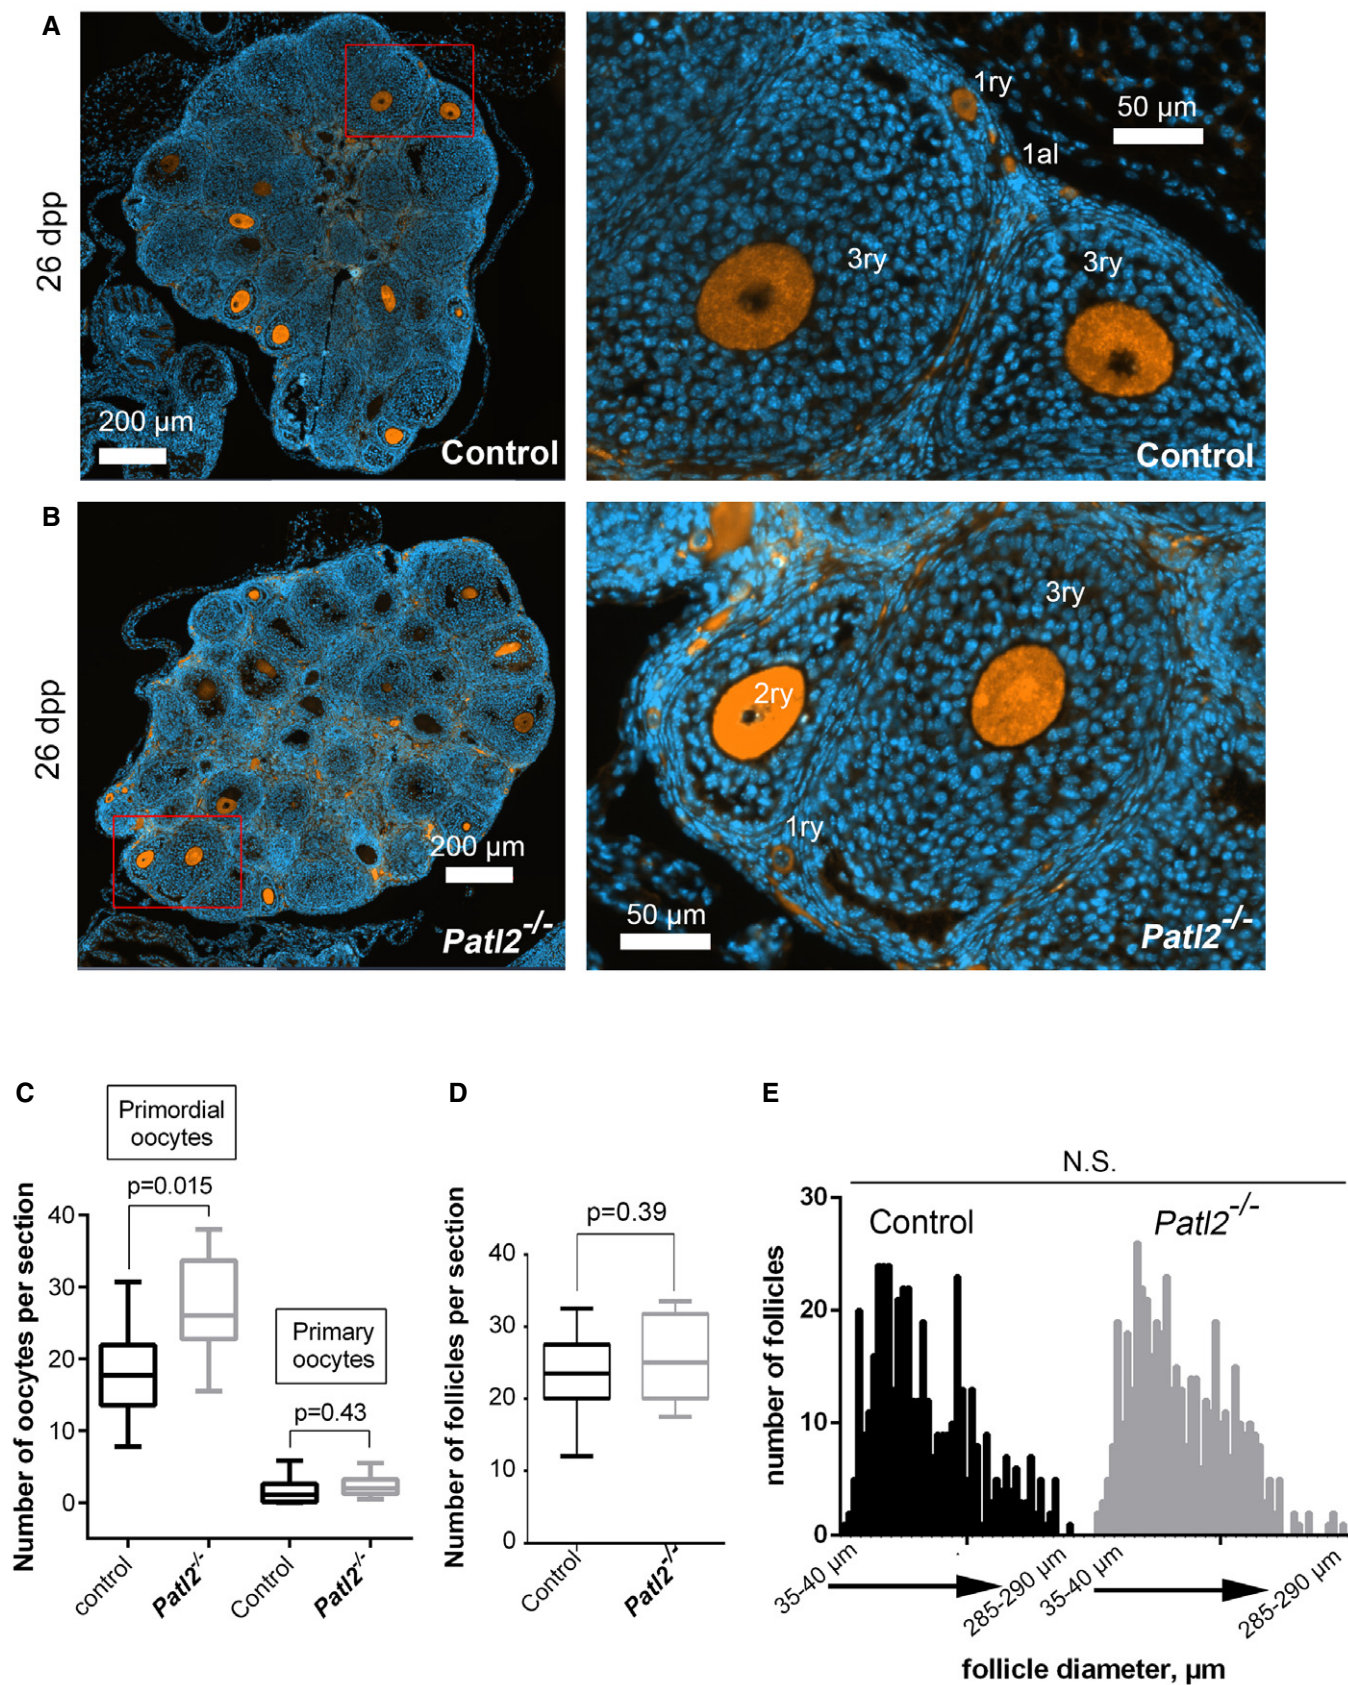 A
26 dpp
200 µm
Control
1ry
50 µm
1al
3ry
3ry
Control
B
26 dpp
200 µm
Patl2-/-
3ry
2ry
1ry
50 µm
Patl2-/-
C
Primordial
oocytes
p=0.015
Primary
oocytes
p=0.43
Number of oocytes per section
40
30
20
10
0
control
Patl2-/-
Control
Patl2-/-
D
p=0.39
Number of follicles per section
40
30
20
10
0
Control
Patl2-/-
E
N.S.
Control
Patl2-/-
number of follicles
30
20
10
0
35-40 µm
285-290 µm
35-40 µm
285-290 µm
follicle diameter, µm